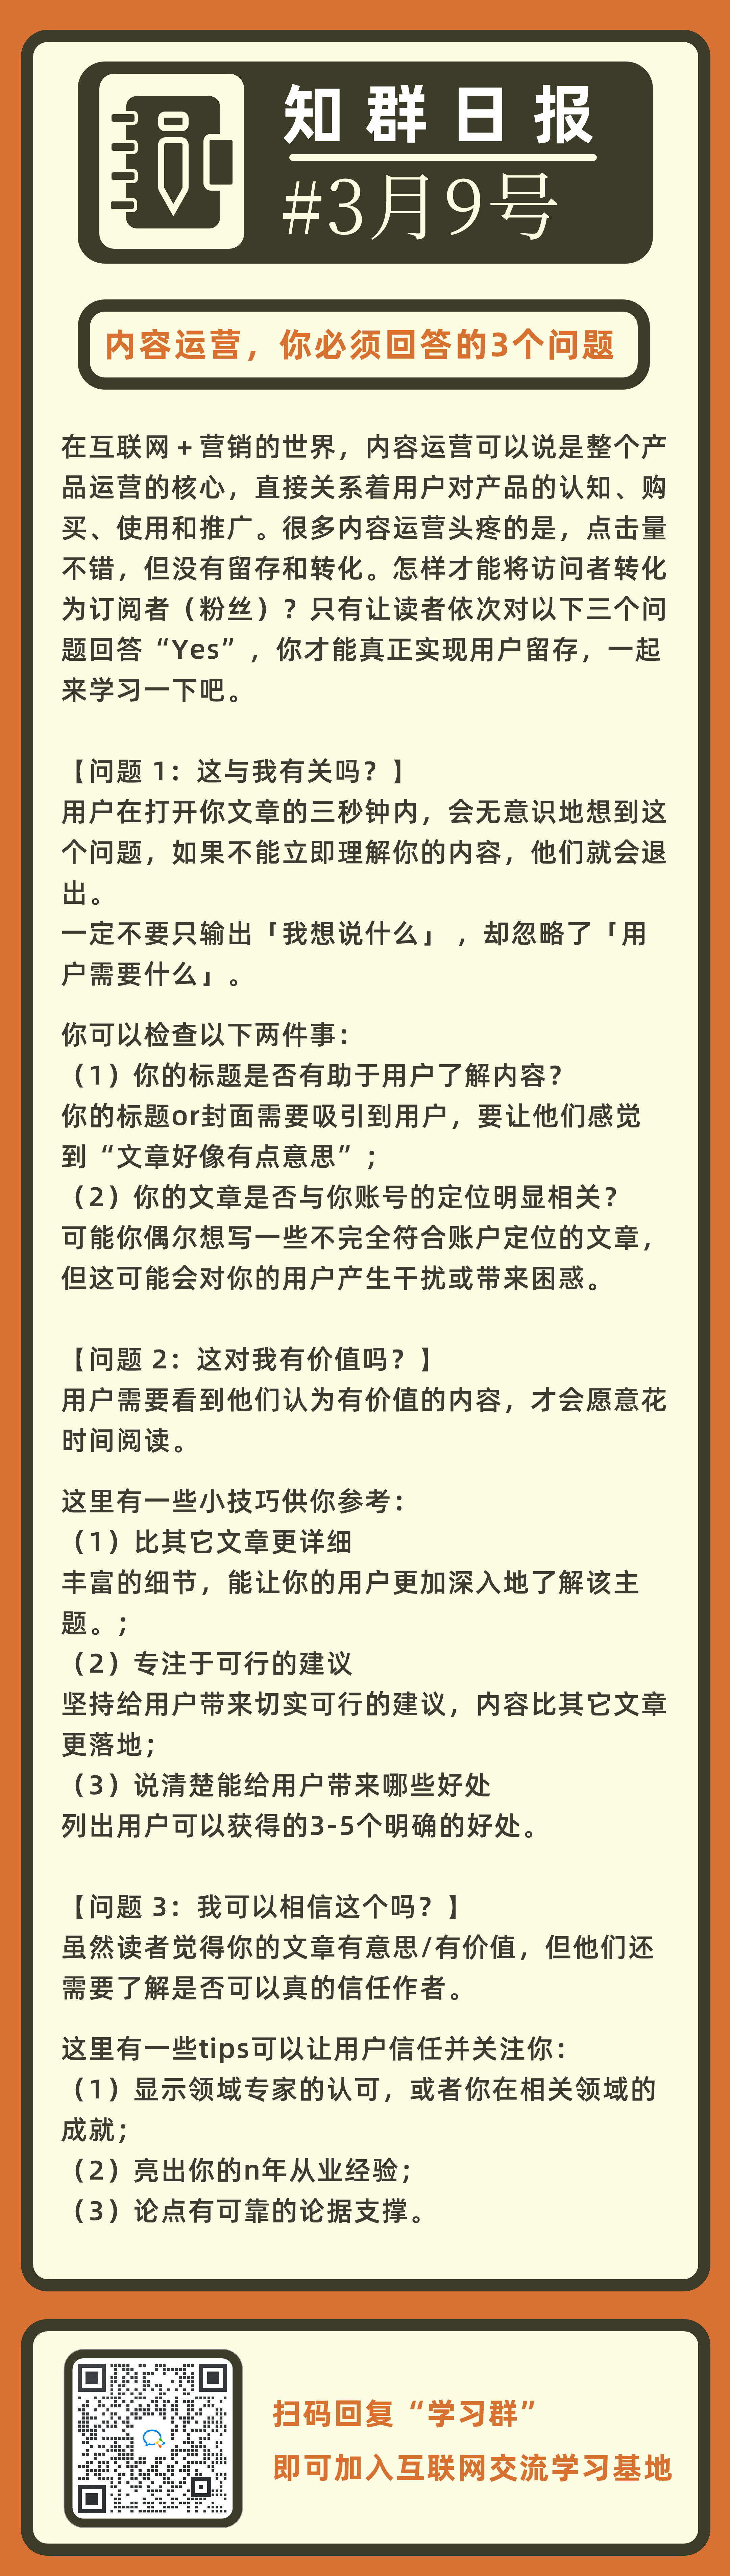 知群日报
#3月9号
内容运营，你必须回答的3个问题
在互联网+营销的世界，内容运营可以说是整个产
品运营的核心，直接关系着用户对产品的认知、购
买、使用和推广。很多内容运营头疼的是，点击量
不错，但没有留存和转化。怎样才能将访问者转化
为订阅者（粉丝）？只有让读者依次对以下三个问
题回答“Yes”，你才能真正实现用户留存，一起
来学习一下吧。
【问题 1：这与我有关吗？】
用户在打开你文章的三秒钟内，会无意识地想到这
个问题，如果不能立即理解你的内容，他们就会退
出。
一定不要只输出「我想说什么」，却忽略了「用
户需要什么」。
你可以检查以下两件事：
（1）你的标题是否有助于用户了解内容？
你的标题or封面需要吸引到用户，要让他们感觉
到“文章好像有点意思”；
（2）你的文章是否与你账号的定位明显相关？
可能你偶尔想写一些不完全符合账户定位的文章，
但这可能会对你的用户产生干扰或带来困惑。
【问题 2：这对我有价值吗？】
用户需要看到他们认为有价值的内容，才会愿意花
时间阅读。
这里有一些小技巧供你参考：
（1）比其它文章更详细
丰富的细节，能让你的用户更加深入地了解该主
题。；
（2）专注于可行的建议
坚持给用户带来切实可行的建议，内容比其它文章
更落地；
（3）说清楚能给用户带来哪些好处
列出用户可以获得的3-5个明确的好处。
【问题 3：我可以相信这个吗？】
虽然读者觉得你的文章有意思/有价值，但他们还
需要了解是否可以真的信任作者。
这里有一些tips可以让用户信任并关注你：
（1）显示领域专家的认可，或者你在相关领域的
成就；
（2）亮出你的n年从业经验；
（3）论点有可靠的论据支撑。
扫码回复“学习群”
即可加入互联网交流学习基地